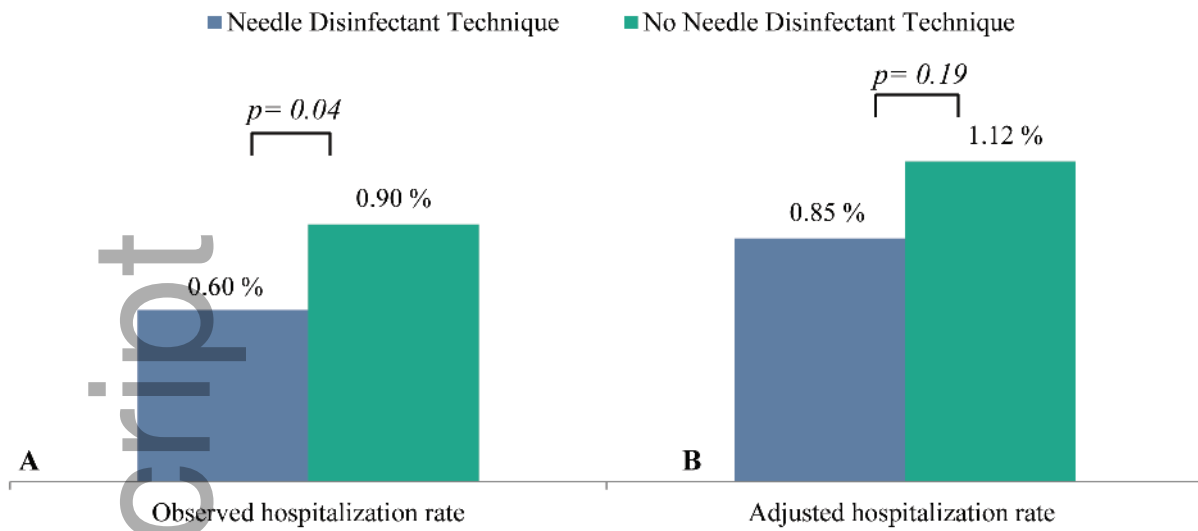 Needle Disinfectant Technique
No Needle Disinfectant Technique
p= 0.04
0.60 %
0.90 %
A
Observed hospitalization rate
p= 0.19
0.85 %
1.12 %
B
Adjusted hospitalization rate
cript